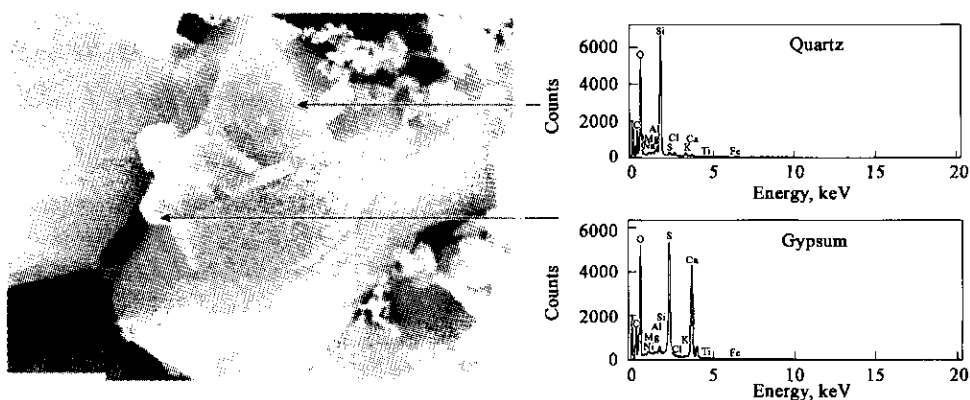 Quartz
Counts
6000
4000
2000
0
O
Si
C
Mg
Na
Al
S
Cl
K
Ca
Ti
Fe
0 5 10 15 20
Energy, keV
Gypsum
Counts
6000
4000
2000
0
O
S
Ca
C
Mg
Al
Si
Cl
K
Ti
Fe
0 5 10 15 20
Energy, keV